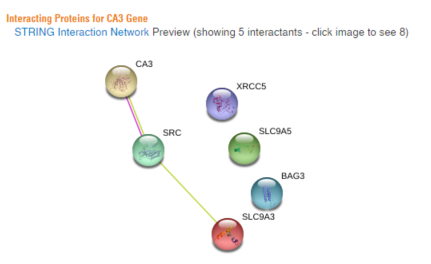 Interacting Proteins for CA3 Gene
STRING Interaction Network Preview (showing 5 interactants - click image to see 8)
CA3
XRCC5
SRC
SLC9A5
BAG3
SLC9A3